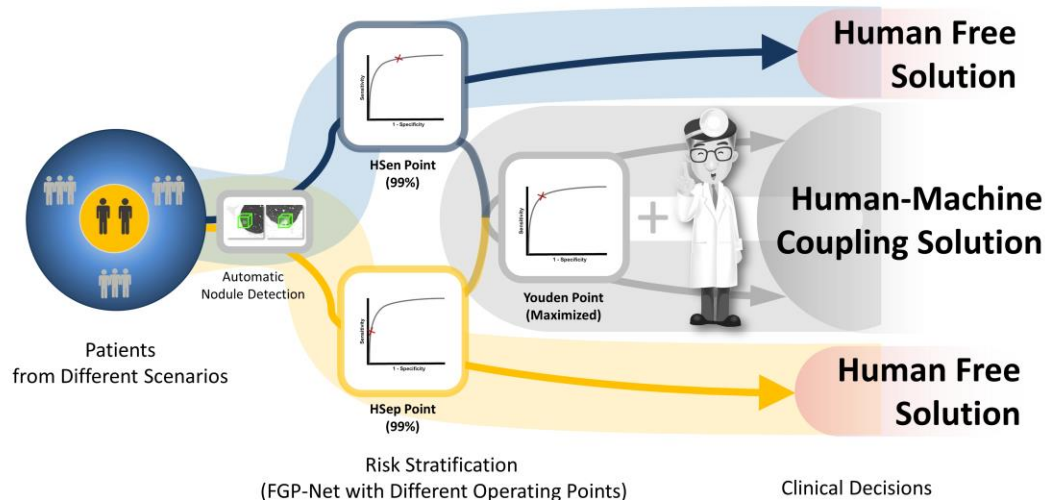 Human Free
Solution
Sensitivity
1 - Specificity
HSen Point
(99%)
Automatic
Nodule Detection
Sensitivity
1 - Specificity
Youden Point
(Maximized)
Human-Machine
Coupling Solution
Patients
from Different Scenarios
Sensitivity
1 - Specificity
HSep Point
(99%)
Human Free
Solution
Risk Stratification
(FGP-Net with Different Operating Points)
Clinical Decisions